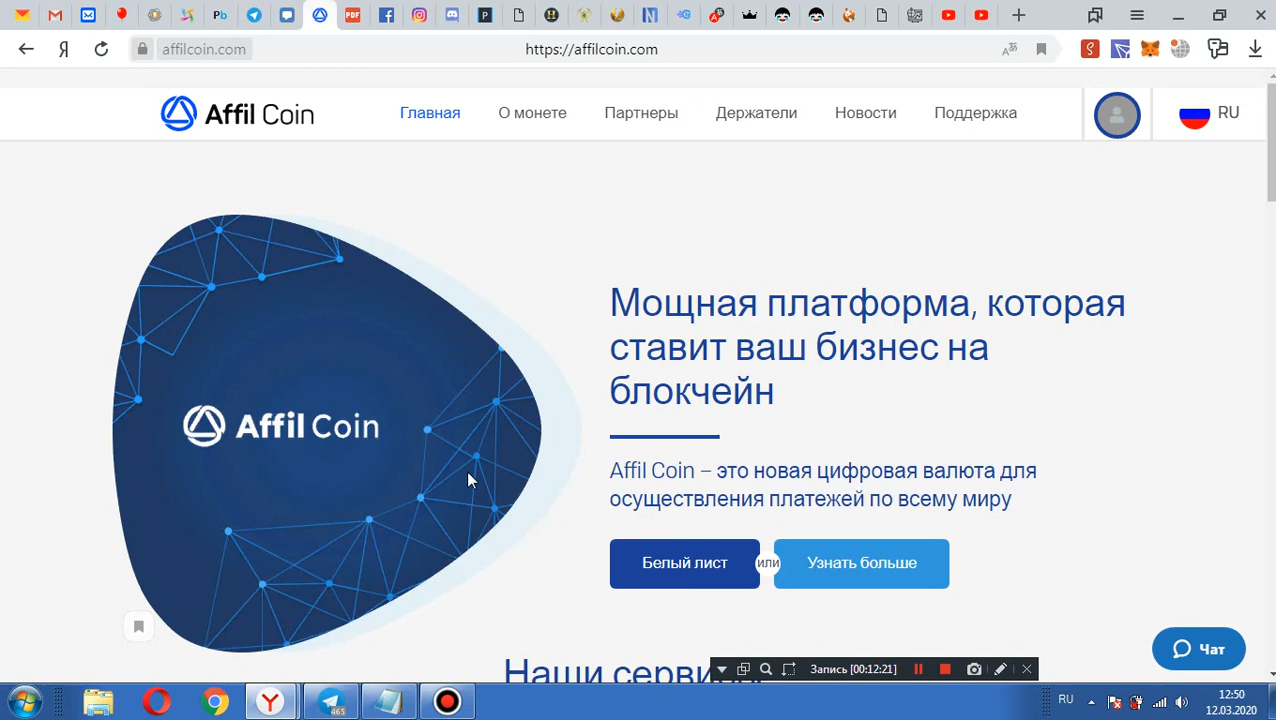 affilcoin.com
https://affilcoin.com
Affil Coin
Главная
О монете
Партнеры
Держатели
Новости
Поддержка
RU
Мощная платформа, которая
ставит ваш бизнес на
блокчейн
Affil Coin – это новая цифровая валюта для
осуществления платежей по всему миру
Affil Coin
Белый лист
или
Узнать больше
Чат
Запись [00:12:21]
465
RU
12:50
12.03.2020